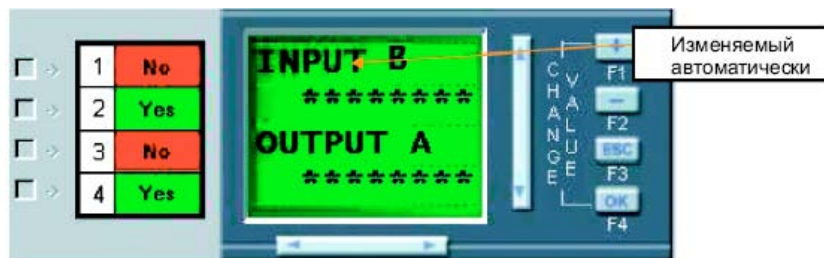 1 No
2 Yes
3 No
4 Yes
INPUT B
********
OUTPUT A
********
CHANGE
VALUE
+
F1
−
F2
ESC
F3
OK
F4
Изменяемый
автоматически